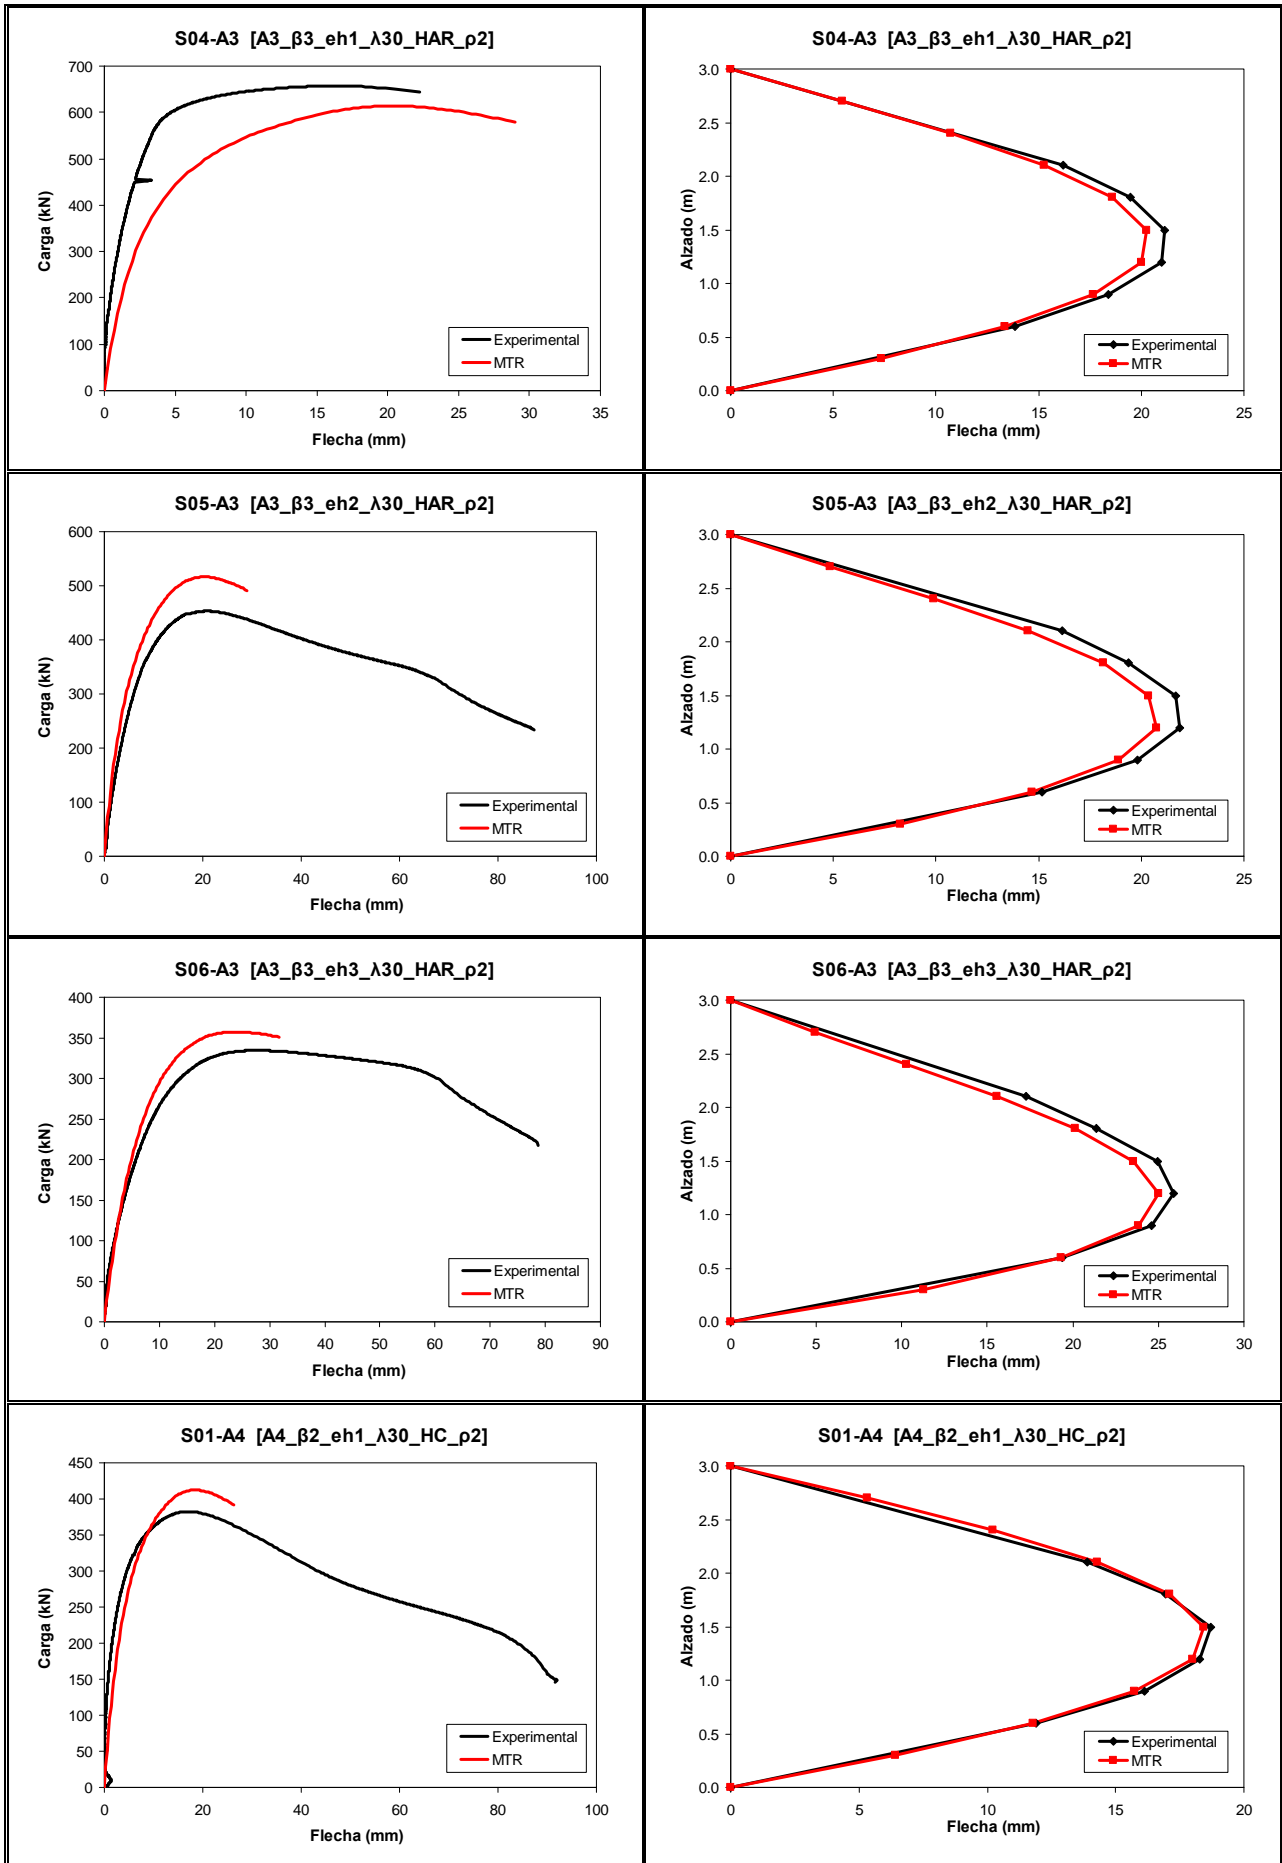 S04-A3 [A3_β3_eh1_λ30_HAR_ρ2]
700
600
500
400
300
200
100
0
Carga (kN)
Experimental
MTR
0 5 10 15 20 25 30 35
Flecha (mm)
S04-A3 [A3_β3_eh1_λ30_HAR_ρ2]
3.0
2.5
2.0
1.5
1.0
0.5
0.0
Alzado (m)
Experimental
MTR
0 5 10 15 20 25
Flecha (mm)
S05-A3 [A3_β3_eh2_λ30_HAR_ρ2]
600
500
400
300
200
100
0
Carga (kN)
Experimental
MTR
0 20 40 60 80 100
Flecha (mm)
S05-A3 [A3_β3_eh2_λ30_HAR_ρ2]
3.0
2.5
2.0
1.5
1.0
0.5
0.0
Alzado (m)
Experimental
MTR
0 5 10 15 20 25
Flecha (mm)
S06-A3 [A3_β3_eh3_λ30_HAR_ρ2]
400
350
300
250
200
150
100
50
0
Carga (kN)
Experimental
MTR
0 10 20 30 40 50 60 70 80 90
Flecha (mm)
S06-A3 [A3_β3_eh3_λ30_HAR_ρ2]
3.0
2.5
2.0
1.5
1.0
0.5
0.0
Alzado (m)
Experimental
MTR
0 5 10 15 20 25 30
Flecha (mm)
S01-A4 [A4_β2_eh1_λ30_HC_ρ2]
450
400
350
300
250
200
150
100
50
0
Carga (kN)
Experimental
MTR
0 20 40 60 80 100
Flecha (mm)
S01-A4 [A4_β2_eh1_λ30_HC_ρ2]
3.0
2.5
2.0
1.5
1.0
0.5
0.0
Alzado (m)
Experimental
MTR
0 5 10 15 20
Flecha (mm)